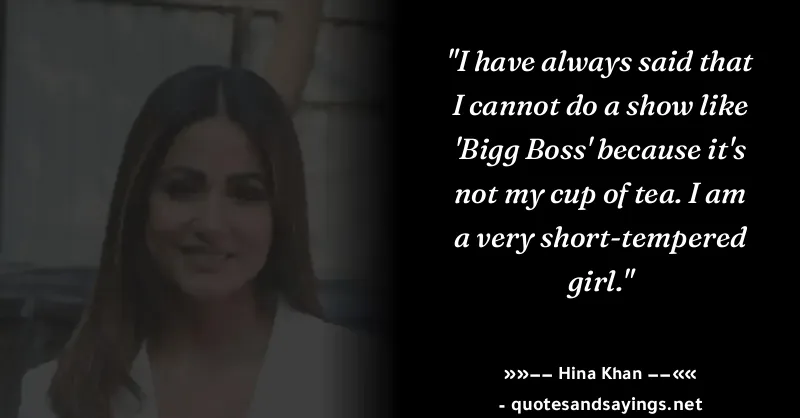 "I have always said that
I cannot do a show like
'Bigg Boss' because it's
not my cup of tea. I am
a very short-tempered
girl."
»»−− Hina Khan −−««
- quotesandsayings.net